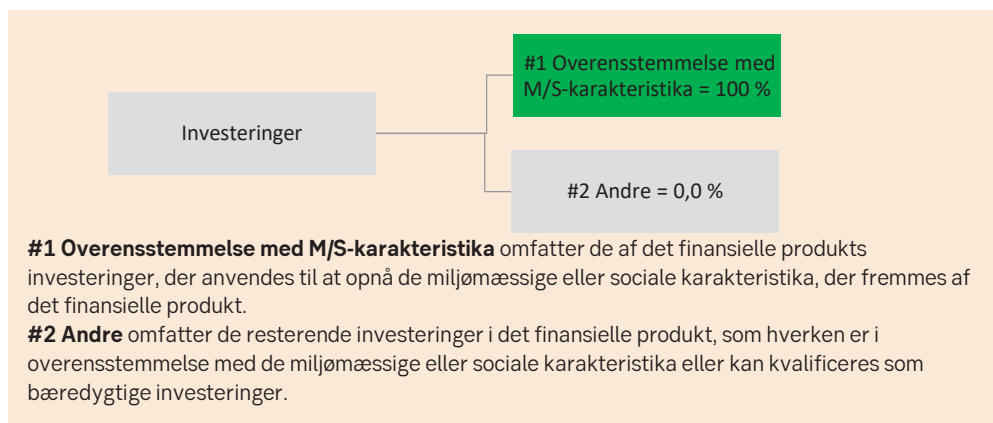 #1 Overensstemmelse med
M/S-karakteristika = 100 %
Investeringer
#2 Andre = 0,0 %
#1 Overensstemmelse med M/S-karakteristika omfatter de af det finansielle produkts
investeringer, der anvendes til at opnå de miljømæssige eller sociale karakteristika, der fremmes af
det finansielle produkt.
#2 Andre omfatter de resterende investeringer i det finansielle produkt, som hverken er i
overensstemmelse med de miljømæssige eller sociale karakteristika eller kan kvalificeres som
bæredygtige investeringer.